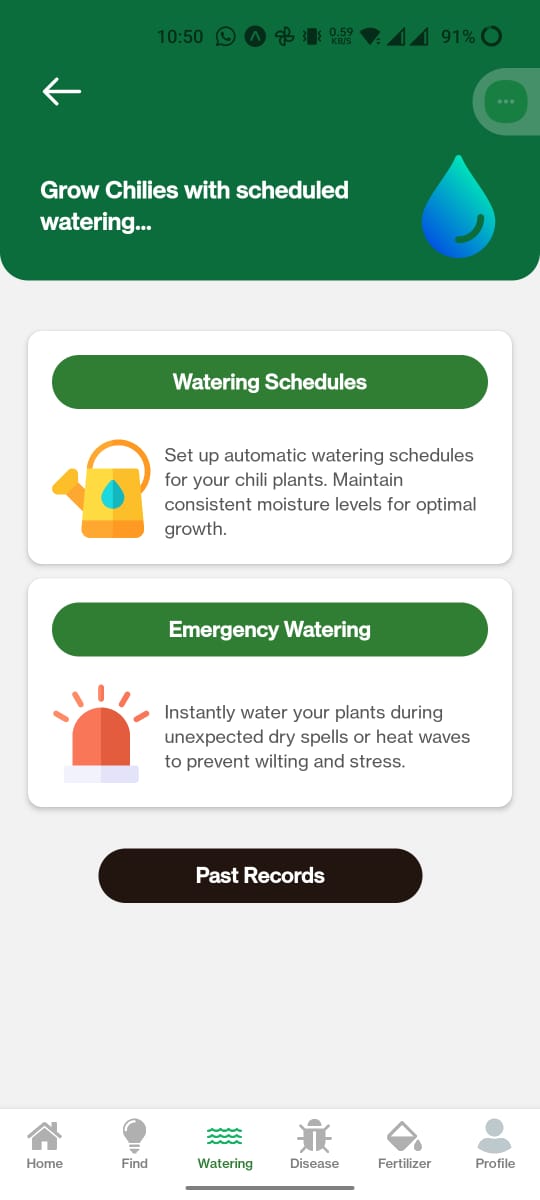 10:50
0.59
KB/S
91%
Grow Chilies with scheduled
watering...
Watering Schedules
Set up automatic watering schedules
for your chili plants. Maintain
consistent moisture levels for optimal
growth.
Emergency Watering
Instantly water your plants during
unexpected dry spells or heat waves
to prevent wilting and stress.
Past Records
Home Find Watering Disease Fertilizer Profile